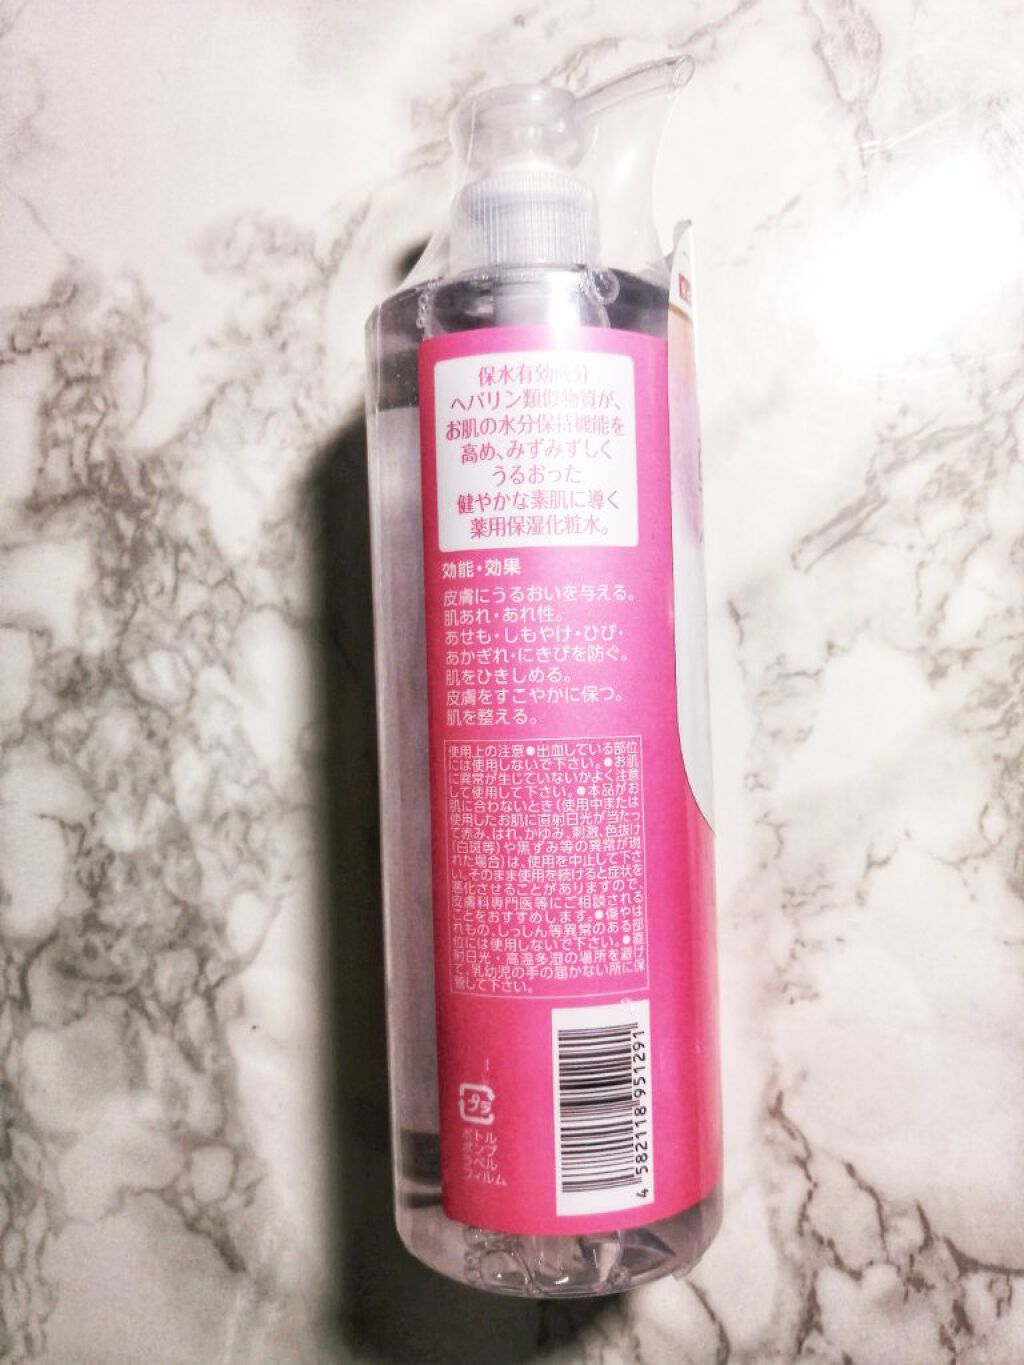 保水有効成分
ヘパリン類似物質が、
お肌の水分保持機能を
高め、みずみずしく
うるおった
健やかな素肌に導く
薬用保湿化粧水。
効能・効果
皮膚にうるおいを与える。
肌あれ・あれ性。
あせも・しもやけ・ひび・
あかぎれ・にきびを防ぐ。
肌をひきしめる。
皮膚をすこやかに保つ。
肌を整える。
使用上の注意●出血している部位
には使用しないで下さい。●お肌
に異常が生じていないかよく注意
して使用して下さい。●本品がお
肌に合わないとき(使用中または
使用したお肌に直射日光が当たっ
て赤み、はれ、かゆみ、刺激、色抜け
(白斑等)や黒ずみ等の異常が現
れた場合)は、使用を中止して下さ
い。そのまま使用を続けると症状を
悪化させることがありますので、
皮膚科専門医等にご相談される
ことをおすすめします。●傷やは
れもの、しっしん等異常のある部
位には使用しないで下さい。●直
射日光・高温多湿の場所を避け
て、乳幼児の手の届かない所に保
管して下さい。
4 582118 951291
プラ
ボトル
ポンプ
ラベル
フィルム